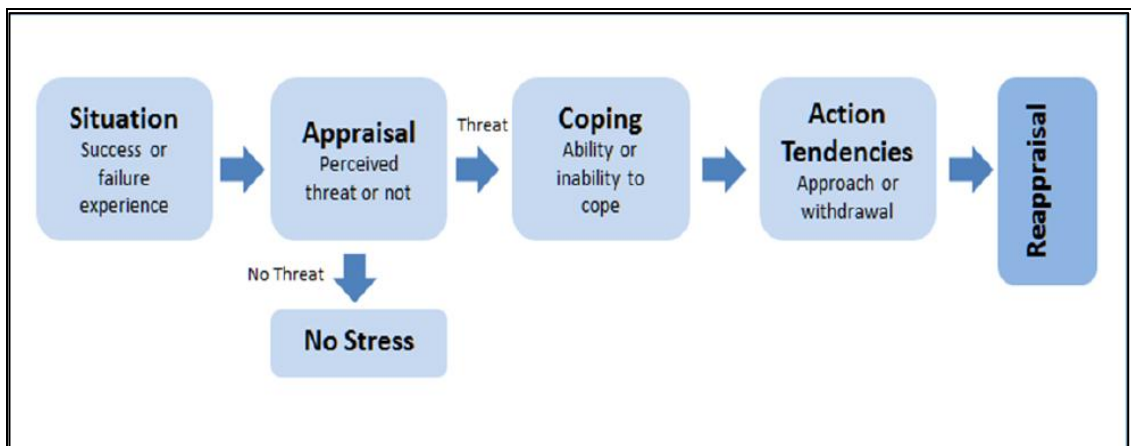 Situation
Success or
failure
experience
Appraisal
Perceived
threat or not
Threat
Coping
Ability or
inability to
cope
Action
Tendencies
Approach or
withdrawal
Reappraisal
No Threat
No Stress